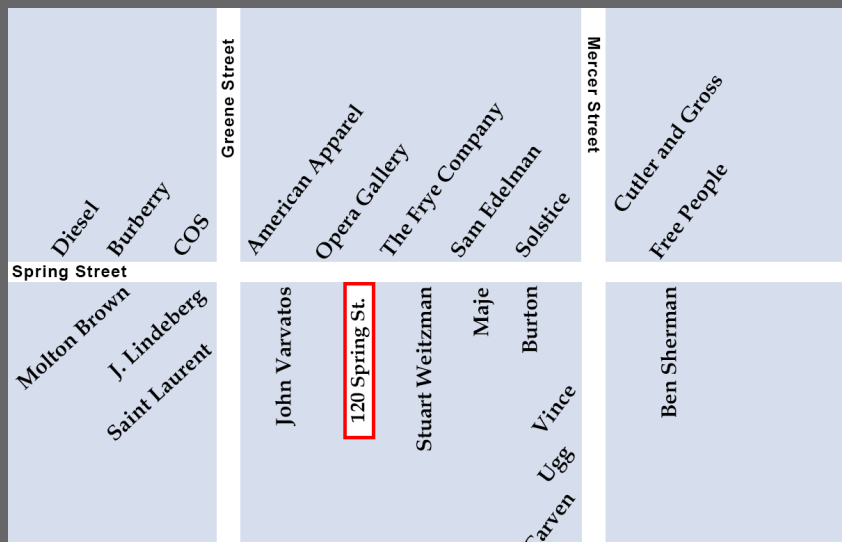 Greene Street
Mercer Street
Diesel
Burberry
COS
American Apparel
Opera Gallery
The Frye Company
Sam Edelman
Solstice
Cutler and Gross
Free People
Spring Street
Molton Brown
J. Lindeberg
Saint Laurent
John Varvatos
120 Spring St.
Stuart Weitzman
Maje
Burton
Vince
Ugg
Carven
Ben Sherman